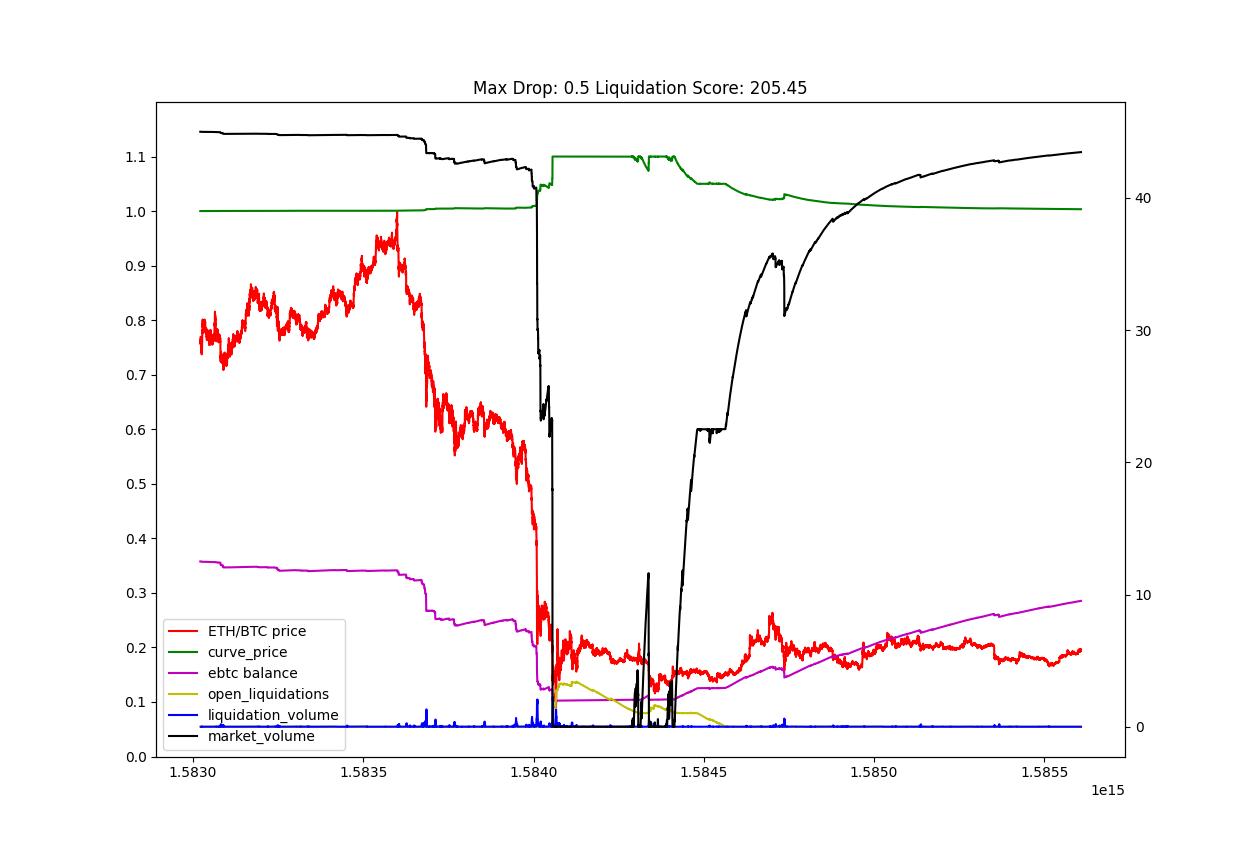 Max Drop: 0.5 Liquidation Score: 205.45
1.1
1.0
0.9
0.8
0.7
0.6
0.5
0.4
0.3
0.2
0.1
0.0
40
30
20
10
0
ETH/BTC price
curve_price
ebtc balance
open_liquidations
liquidation_volume
market_volume
1.5830 1.5835 1.5840 1.5845 1.5850 1.5855
1e15